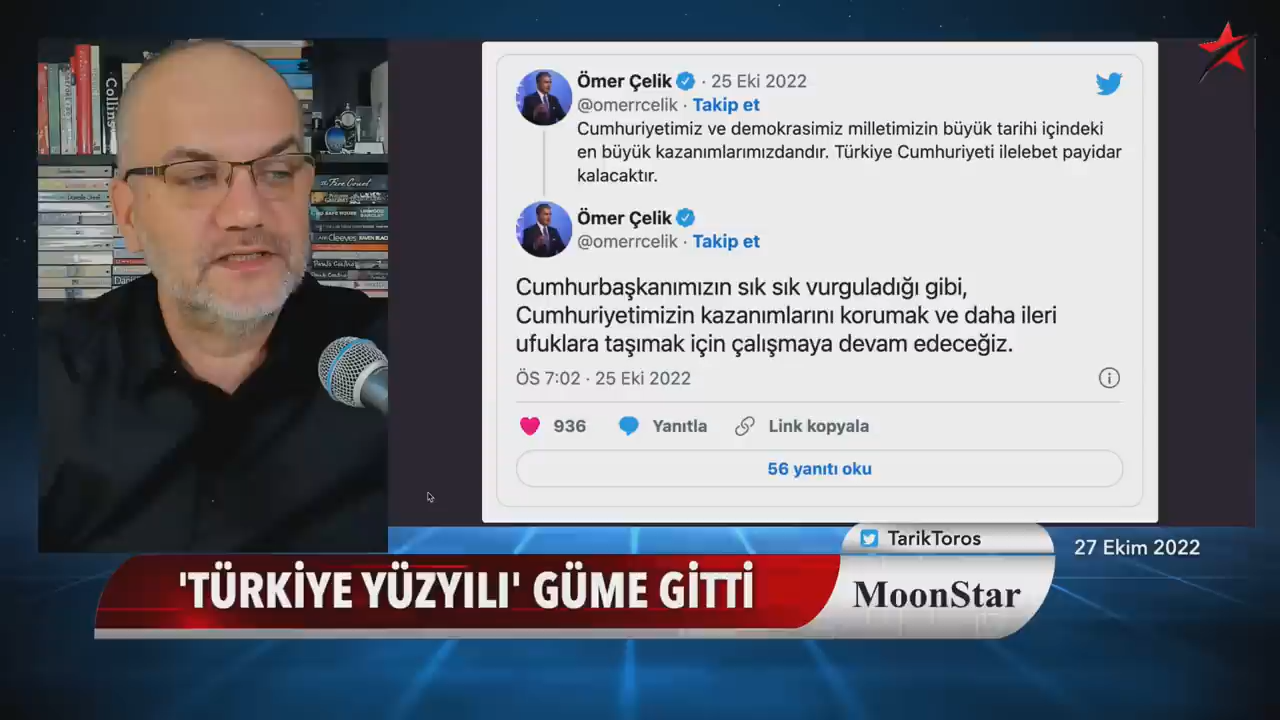 Ömer Çelik · 25 Eki 2022
@omerrcelik · Takip et
Cumhuriyetimiz ve demokrasimiz milletimizin büyük tarihi içindeki
en büyük kazanımlarımızdandır. Türkiye Cumhuriyeti ilelebet payidar
kalacaktır.
Ömer Çelik
@omerrcelik · Takip et
Cumhurbaşkanımızın sık sık vurguladığı gibi,
Cumhuriyetimizin kazanımlarını korumak ve daha ileri
ufuklara taşımak için çalışmaya devam edeceğiz.
ÖS 7:02 · 25 Eki 2022
936 Yanıtla Link kopyala
56 yanıtı oku
Collins
TarikToros
27 Ekim 2022
'TÜRKİYE YÜZYILI' GÜME GİTTİ
MoonStar